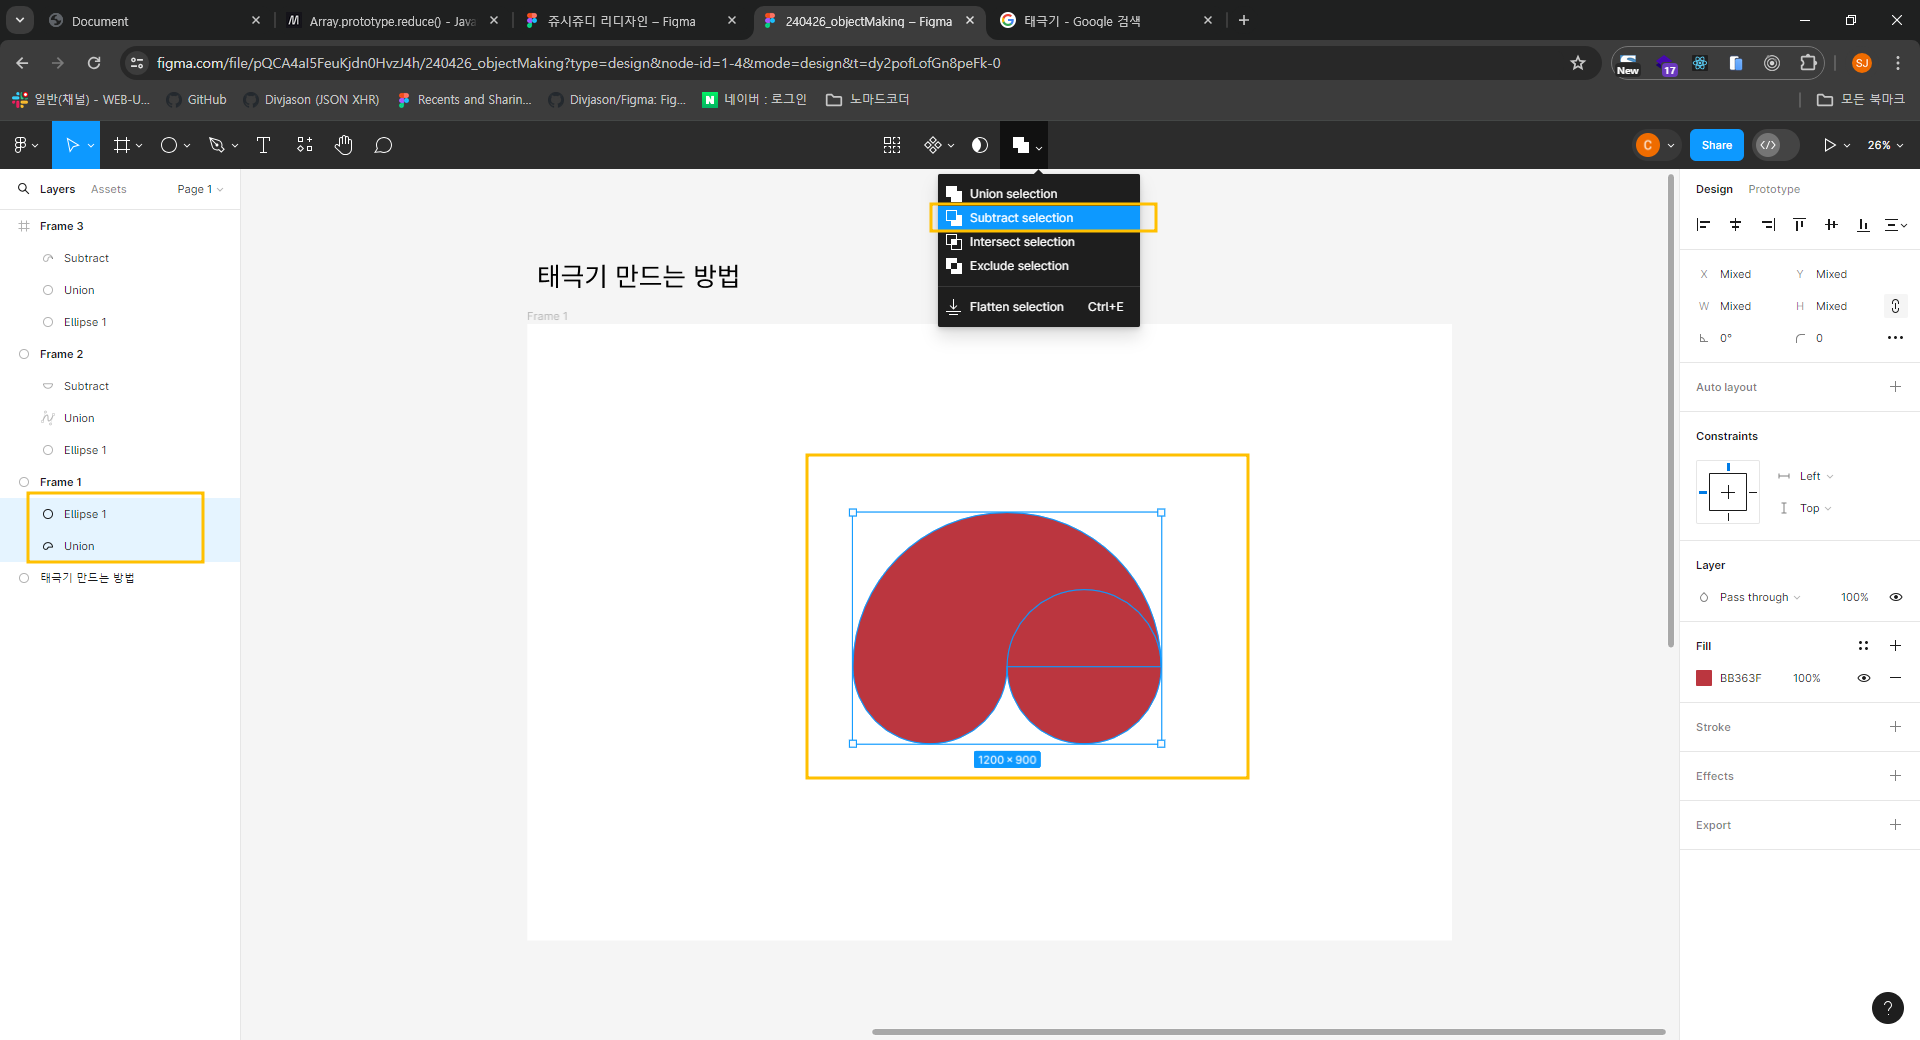 Document
Array.prototype.reduce() - Java
쥬시쥬디 리디자인 – Figma
240426_objectMaking – Figma
태극기 - Google 검색
figma.com/file/pQCA4aI5FeuKjdn0HvzJ4h/240426_objectMaking?type=design&node-id=1-4&mode=design&t=dy2pofLofGn8peFk-0
New
17
SJ
일반(채널) - WEB-U...
GitHub
Divjason (JSON XHR)
Recents and Sharin...
Divjason/Figma: Fig...
네이버 : 로그인
노마드코더
모든 북마크
C
Share
26%
Layers
Assets
Page 1
Union selection
Subtract selection
Intersect selection
Exclude selection
Flatten selection Ctrl+E
Frame 3
Subtract
Union
Ellipse 1
Frame 2
Subtract
Union
Ellipse 1
Frame 1
Ellipse 1
Union
태극기 만드는 방법
태극기 만드는 방법
Frame 1
1200 × 900
Design
Prototype
X Mixed Y Mixed
W Mixed H Mixed
0° 0
Auto layout
Constraints
Left
Top
Layer
Pass through 100%
Fill
BB363F 100%
Stroke
Effects
Export
?